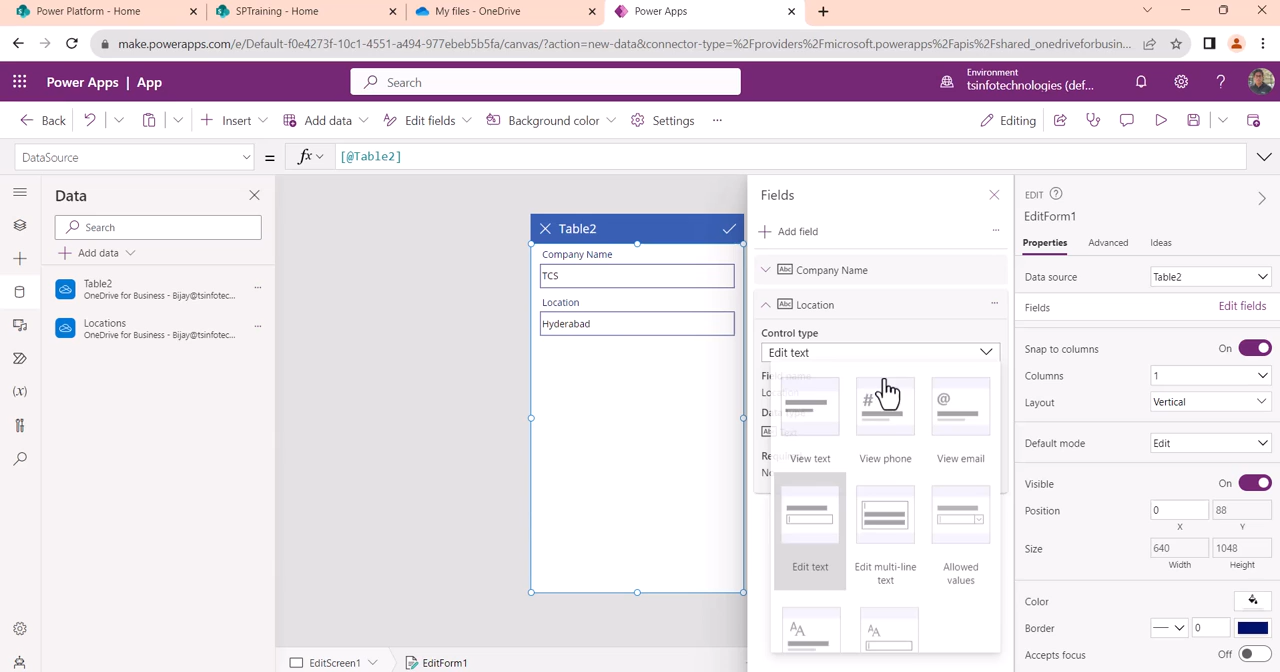 Power Platform - Home
SPTraining - Home
My files - OneDrive
Power Apps
make.powerapps.com/e/Default-f0e4273f-10c1-4551-a494-977ebeb5b5fa/canvas/?action=new-data&connector-type=%2Fproviders%2Fmicrosoft.powerapps%2Fapis%2Fshared_onedriveforbusin...
Power Apps | App
Search
Environment
tsinfotechnologies (def...
Back
Insert
Add data
Edit fields
Background color
Settings
...
Editing
DataSource
=
fx
[@Table2]
Data
Search
Add data
Table2
OneDrive for Business - Bijay@tsinfotec...
Locations
OneDrive for Business - Bijay@tsinfotec...
Table2
Company Name
TCS
Location
Hyderabad
Fields
Add field
Abc Company Name
Abc Location
Control type
Edit text
View text
View phone
View email
Edit text
Edit multi-line text
Allowed values
EDIT
EditForm1
Properties
Advanced
Ideas
Data source
Table2
Fields
Edit fields
Snap to columns
On
Columns
1
Layout
Vertical
Default mode
Edit
Visible
On
Position
0
88
X
Y
Size
640
1048
Width
Height
Color
Border
0
Accepts focus
Off
EditScreen1
EditForm1